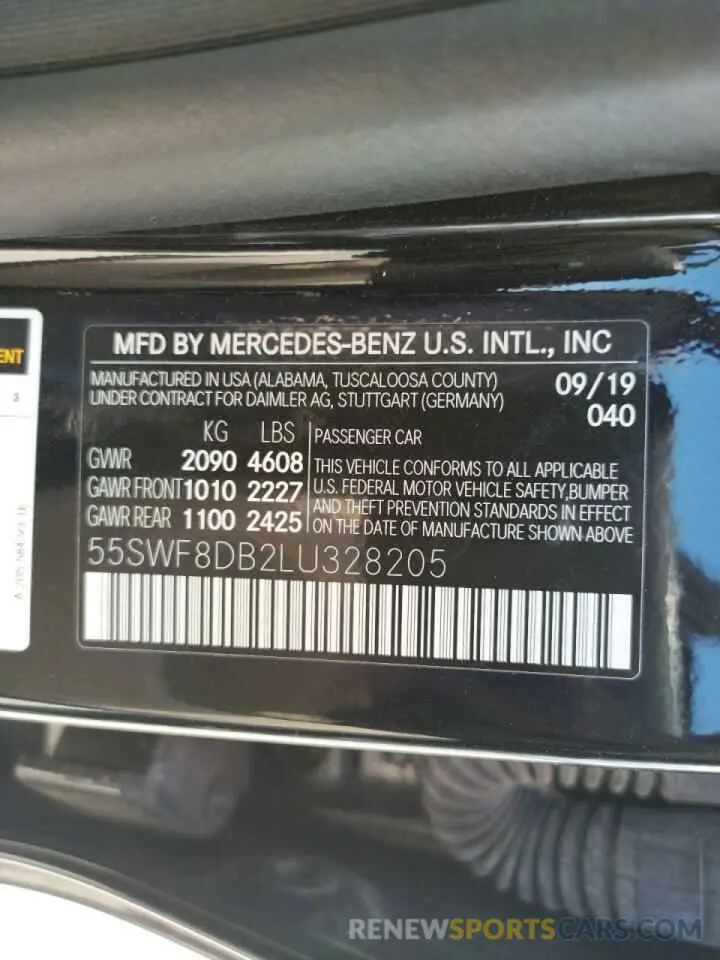 MFD BY MERCEDES-BENZ U.S. INTL., INC
MANUFACTURED IN USA (ALABAMA, TUSCALOOSA COUNTY)
UNDER CONTRACT FOR DAIMLER AG, STUTTGART (GERMANY)
09/19
040
KG LBS
GVWR 2090 4608
GAWR FRONT 1010 2227
GAWR REAR 1100 2425
PASSENGER CAR
THIS VEHICLE CONFORMS TO ALL APPLICABLE
U.S. FEDERAL MOTOR VEHICLE SAFETY,BUMPER
AND THEFT PREVENTION STANDARDS IN EFFECT
ON THE DATE OF MANUFACTURE SHOWN ABOVE
55SWF8DB2LU328205
3
RENEWSPORTSCARS.COM